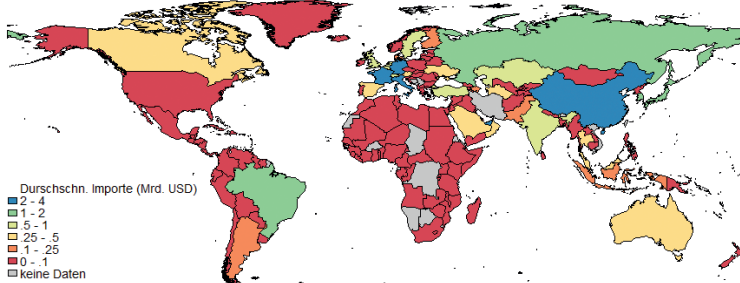 Durschschn. Importe (Mrd. USD)
2 - 4
1 - 2
.5 - 1
.25 - .5
.1 - .25
0 - .1
keine Daten